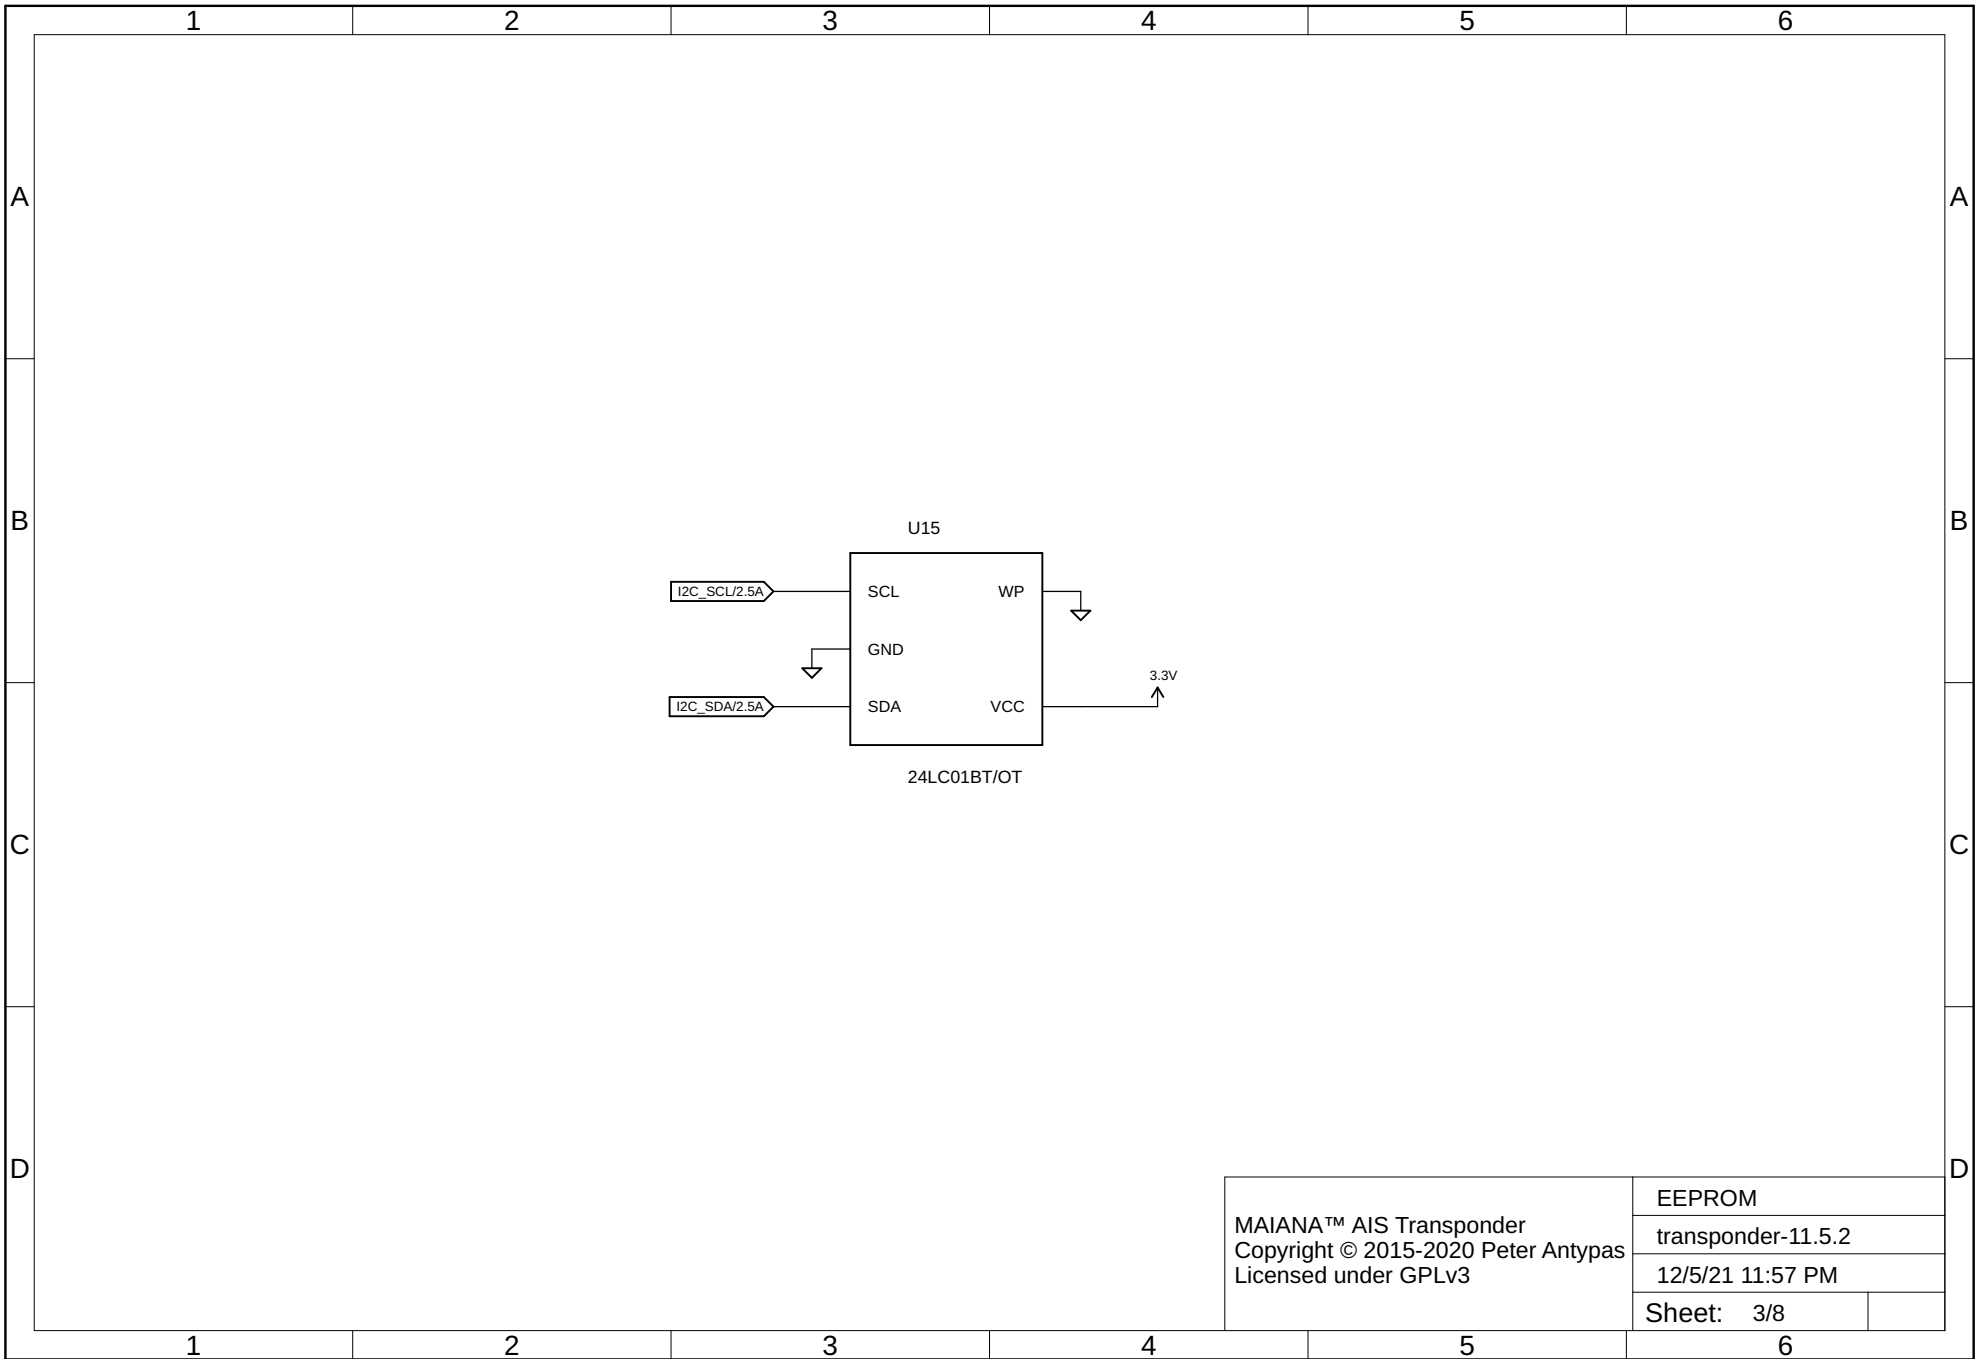 1 2 3 4 5 6
A A
B B
U15
I2C_SCL/2.5A SCL WP
GND
3.3V
I2C_SDA/2.5A SDA VCC
24LC01BT/OT
C C
D D
EEPROM
MAIANA™ AIS Transponder
Copyright © 2015-2020 Peter Antypas
Licensed under GPLv3
transponder-11.5.2
12/5/21 11:57 PM
Sheet: 3/8
1 2 3 4 5 6